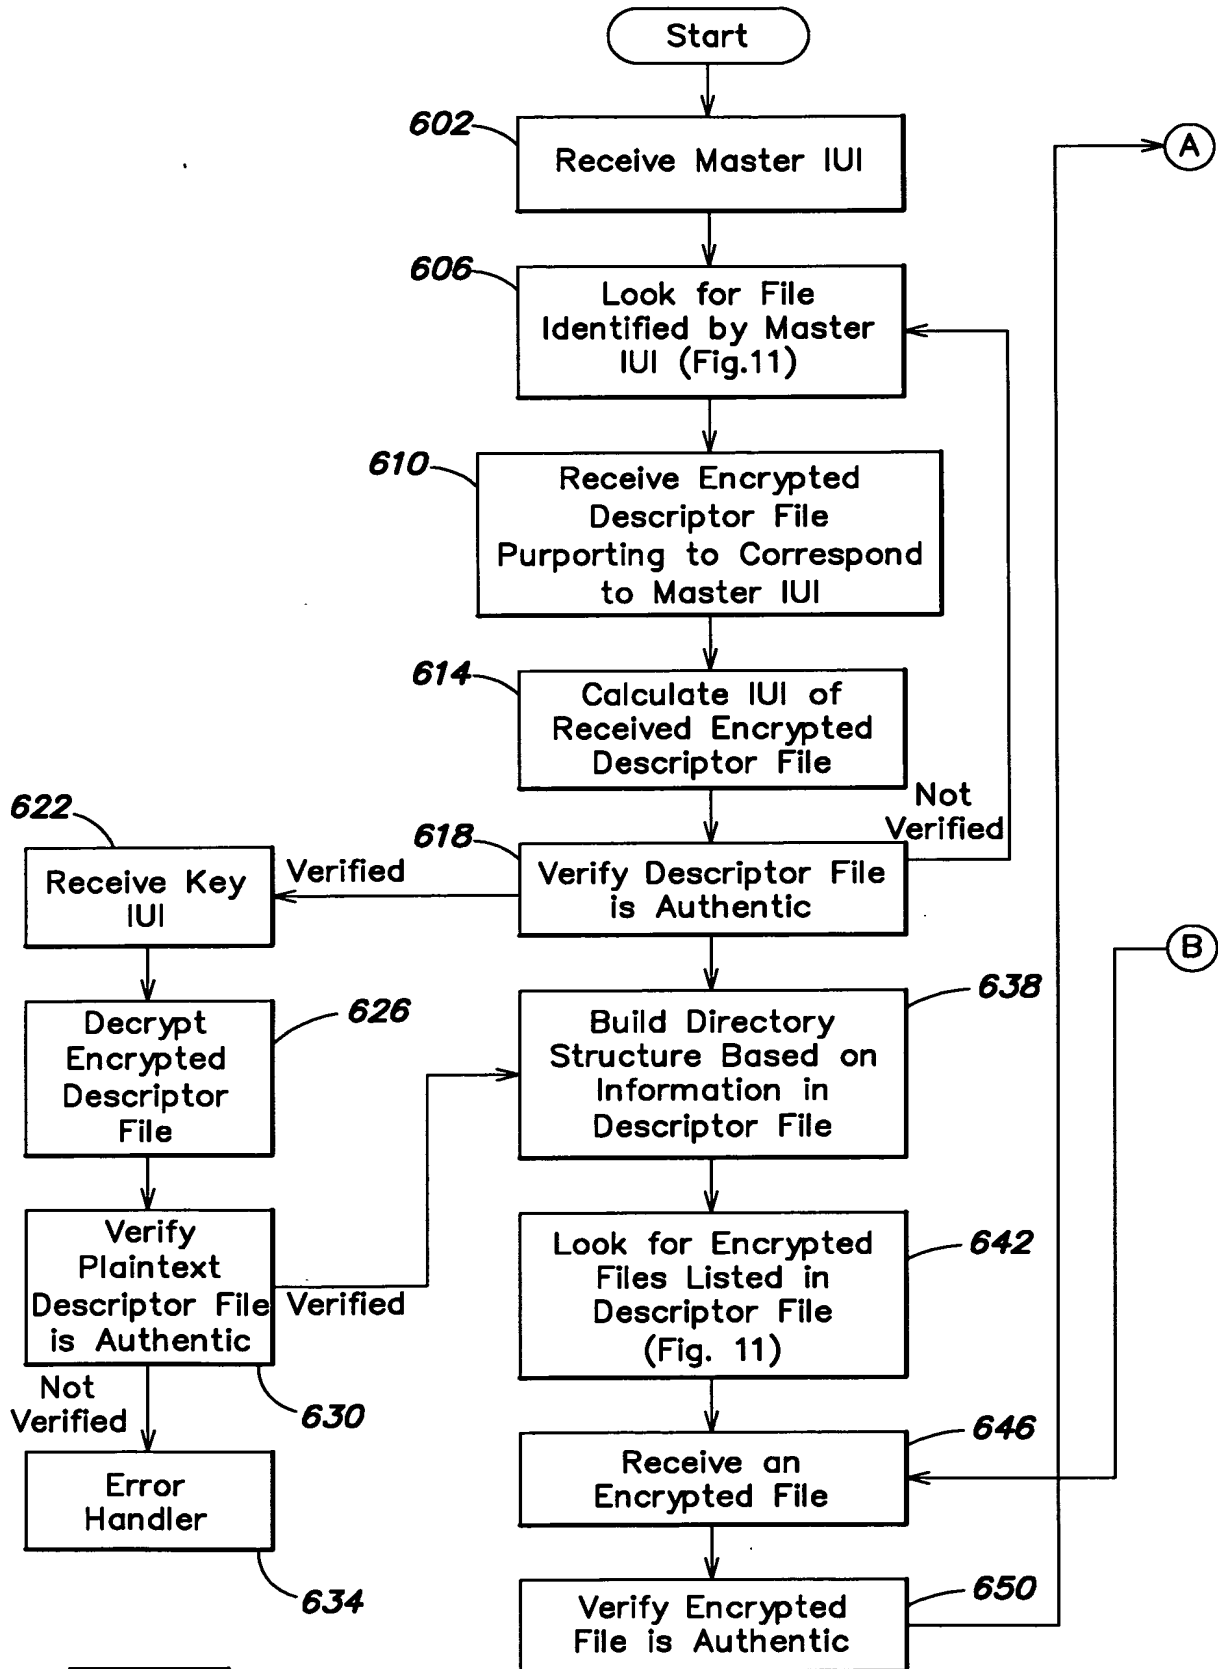 Start
602
Receive Master IUI
A
606
Look for File
Identified by Master
IUI (Fig.11)
610
Receive Encrypted
Descriptor File
Purporting to Correspond
to Master IUI
614
Calculate IUI of
Received Encrypted
Descriptor File
Not
Verified
622
Receive Key
IUI
Verified
618
Verify Descriptor File
is Authentic
B
626
Decrypt
Encrypted
Descriptor
File
638
Build Directory
Structure Based on
Information in
Descriptor File
Verify
Plaintext
Descriptor File
is Authentic
Verified
642
Look for Encrypted
Files Listed in
Descriptor File
(Fig. 11)
Not
Verified
630
646
Receive an
Encrypted File
Error
Handler
634
650
Verify Encrypted
File is Authentic